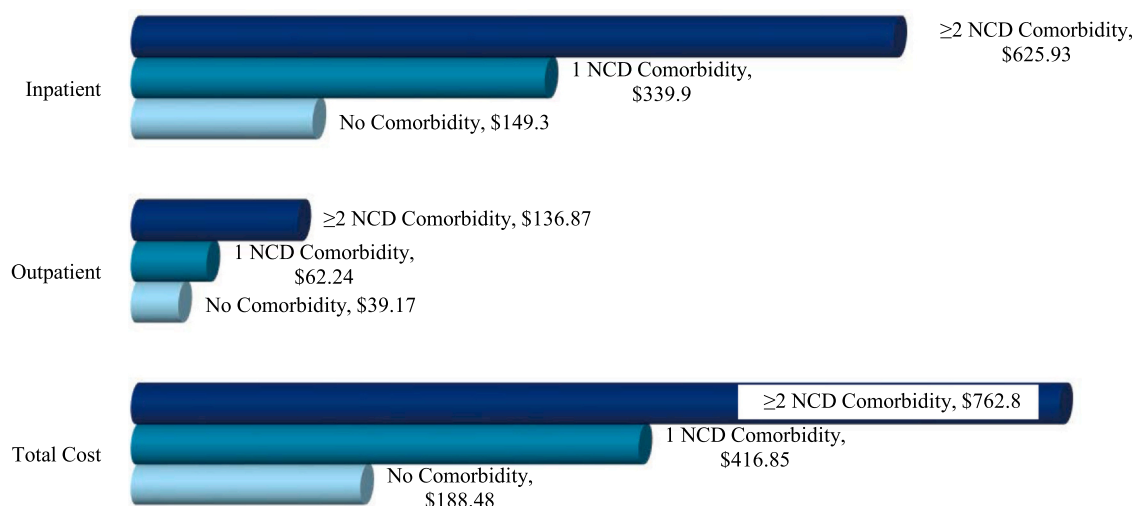 ≥2 NCD Comorbidity,
$625.93
1 NCD Comorbidity,
$339.9
Inpatient
No Comorbidity, $149.3
≥2 NCD Comorbidity, $136.87
1 NCD Comorbidity,
$62.24
Outpatient
No Comorbidity, $39.17
≥2 NCD Comorbidity, $762.8
1 NCD Comorbidity,
$416.85
Total Cost
No Comorbidity,
$188.48